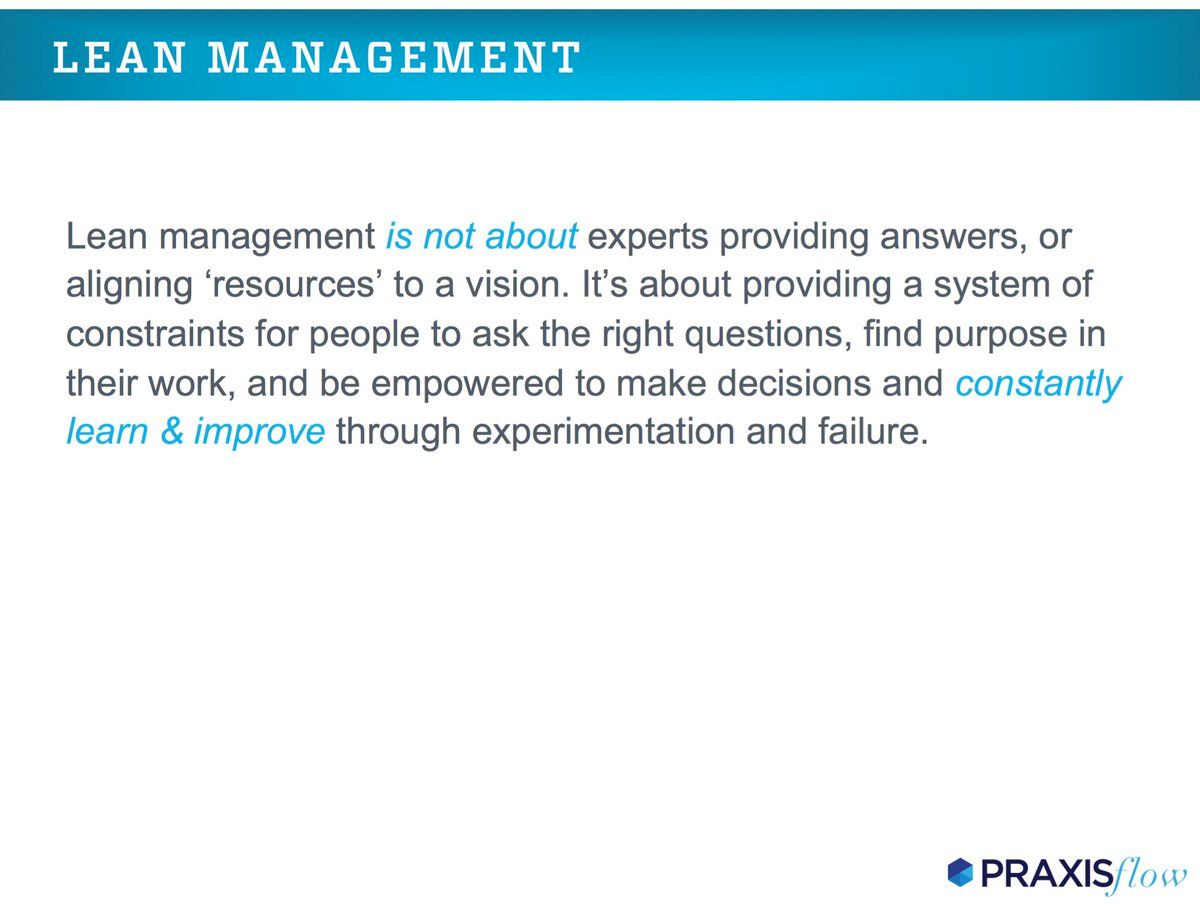 LEAN MANAGEMENT
Lean management is not about experts providing answers, or
aligning ‘resources’ to a vision. It’s about providing a system of
constraints for people to ask the right questions, find purpose in
their work, and be empowered to make decisions and constantly
learn & improve through experimentation and failure.
PRAXISflow